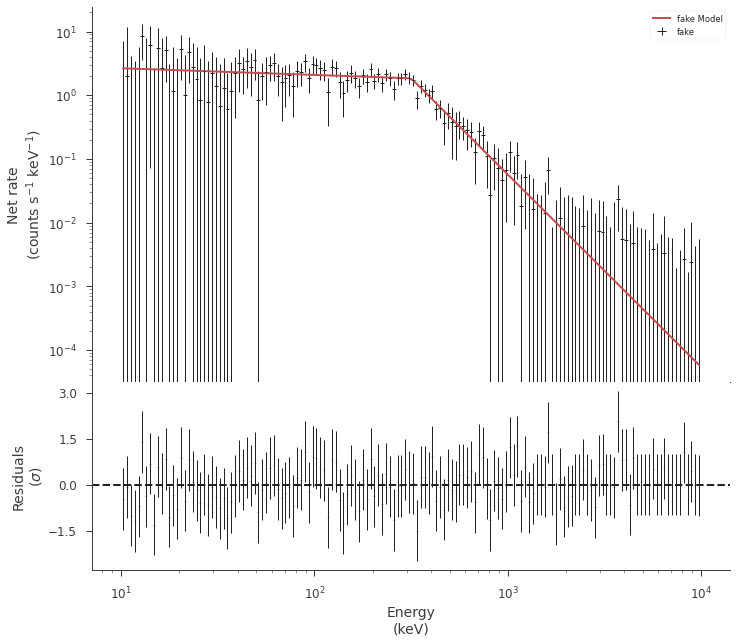 fake Model
fake
10¹
10⁰
10⁻¹
10⁻²
10⁻³
10⁻⁴
Net rate
(counts s⁻¹ keV⁻¹)
3.0
1.5
0.0
−1.5
Residuals
(σ)
10¹
10²
10³
10⁴
Energy
(keV)